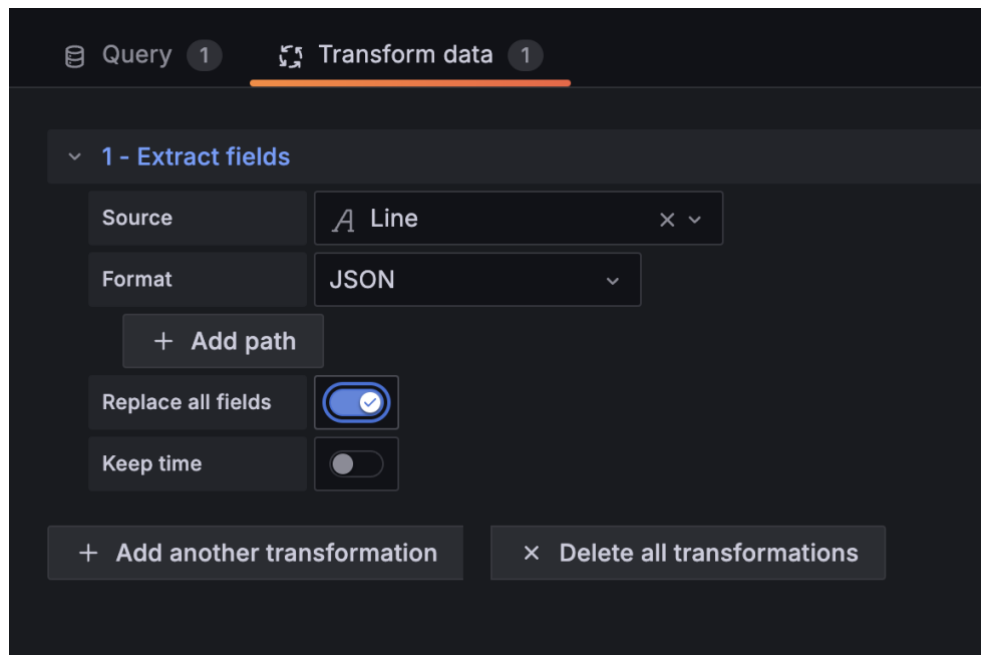 Query 1 Transform data 1
1 - Extract fields
Source A Line
Format JSON
+ Add path
Replace all fields
Keep time
+ Add another transformation × Delete all transformations